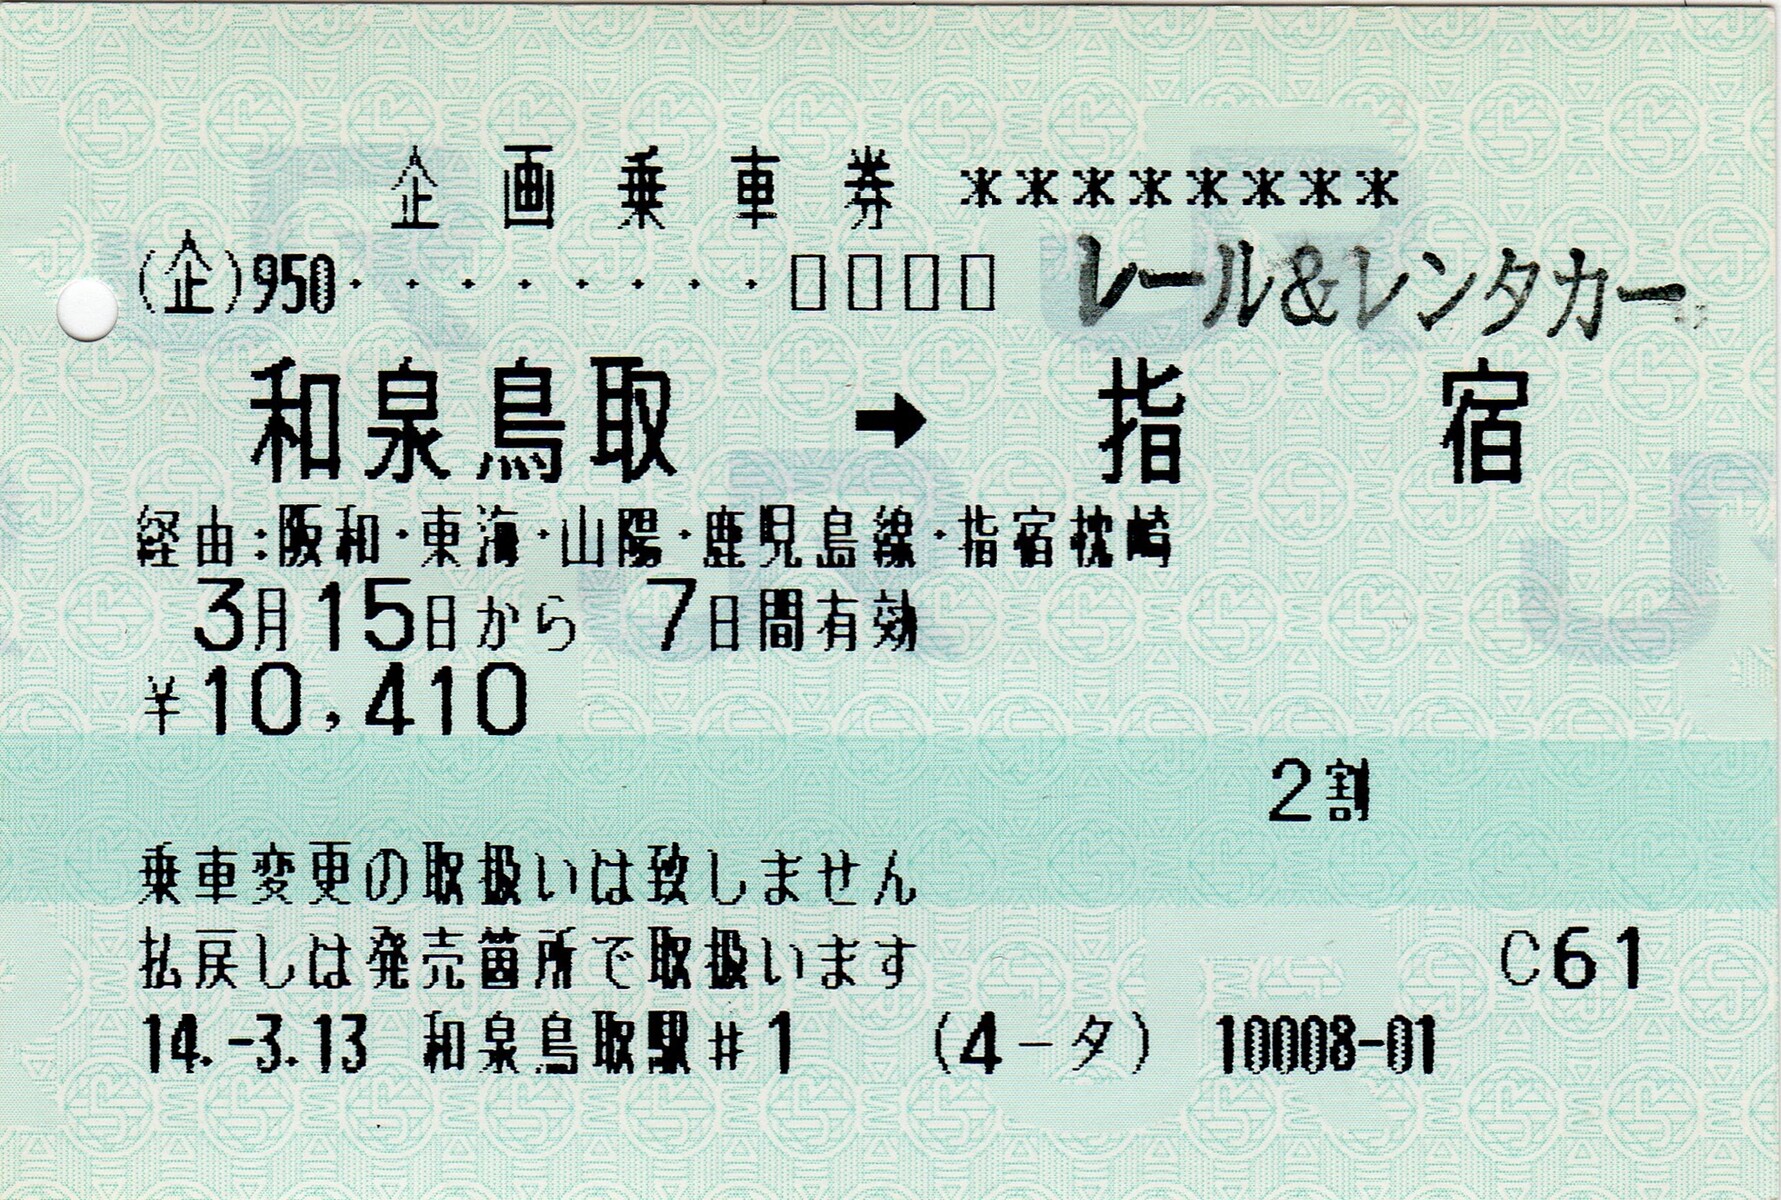 企画乗車券 ********
(企)950・・・・・・・・□□□□ レール&レンタカー
和泉鳥取 → 指宿
経由:阪和・東海・山陽・鹿児島線・指宿枕崎
3月15日から 7日間有効
¥10,410
2割
乗車変更の取扱いは致しません
払戻しは発売箇所で取扱います
C61
14.-3.13 和泉鳥取駅#1 (4-タ) 10008-01